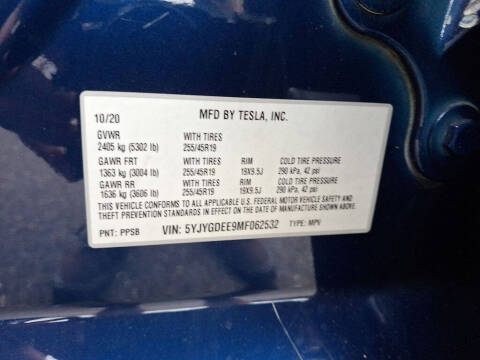 10/20 MFD BY TESLA, INC.
GVWR WITH TIRES
2405 kg (5302 lb) 255/45R19
GAWR FRT WITH TIRES RIM COLD TIRE PRESSURE
1363 kg (3004 lb) 255/45R19 19X9.5J 290 kPa, 42 psi
GAWR RR WITH TIRES RIM COLD TIRE PRESSURE
1636 kg (3606 lb) 255/45R19 19X9.5J 290 kPa, 42 psi
THIS VEHICLE CONFORMS TO ALL APPLICABLE U.S. FEDERAL MOTOR VEHICLE SAFETY AND
THEFT PREVENTION STANDARDS IN EFFECT ON THE DATE OF MANUFACTURE SHOWN ABOVE.
PNT: PPSB VIN: 5YJYGDEE9MF062532 TYPE: MPV